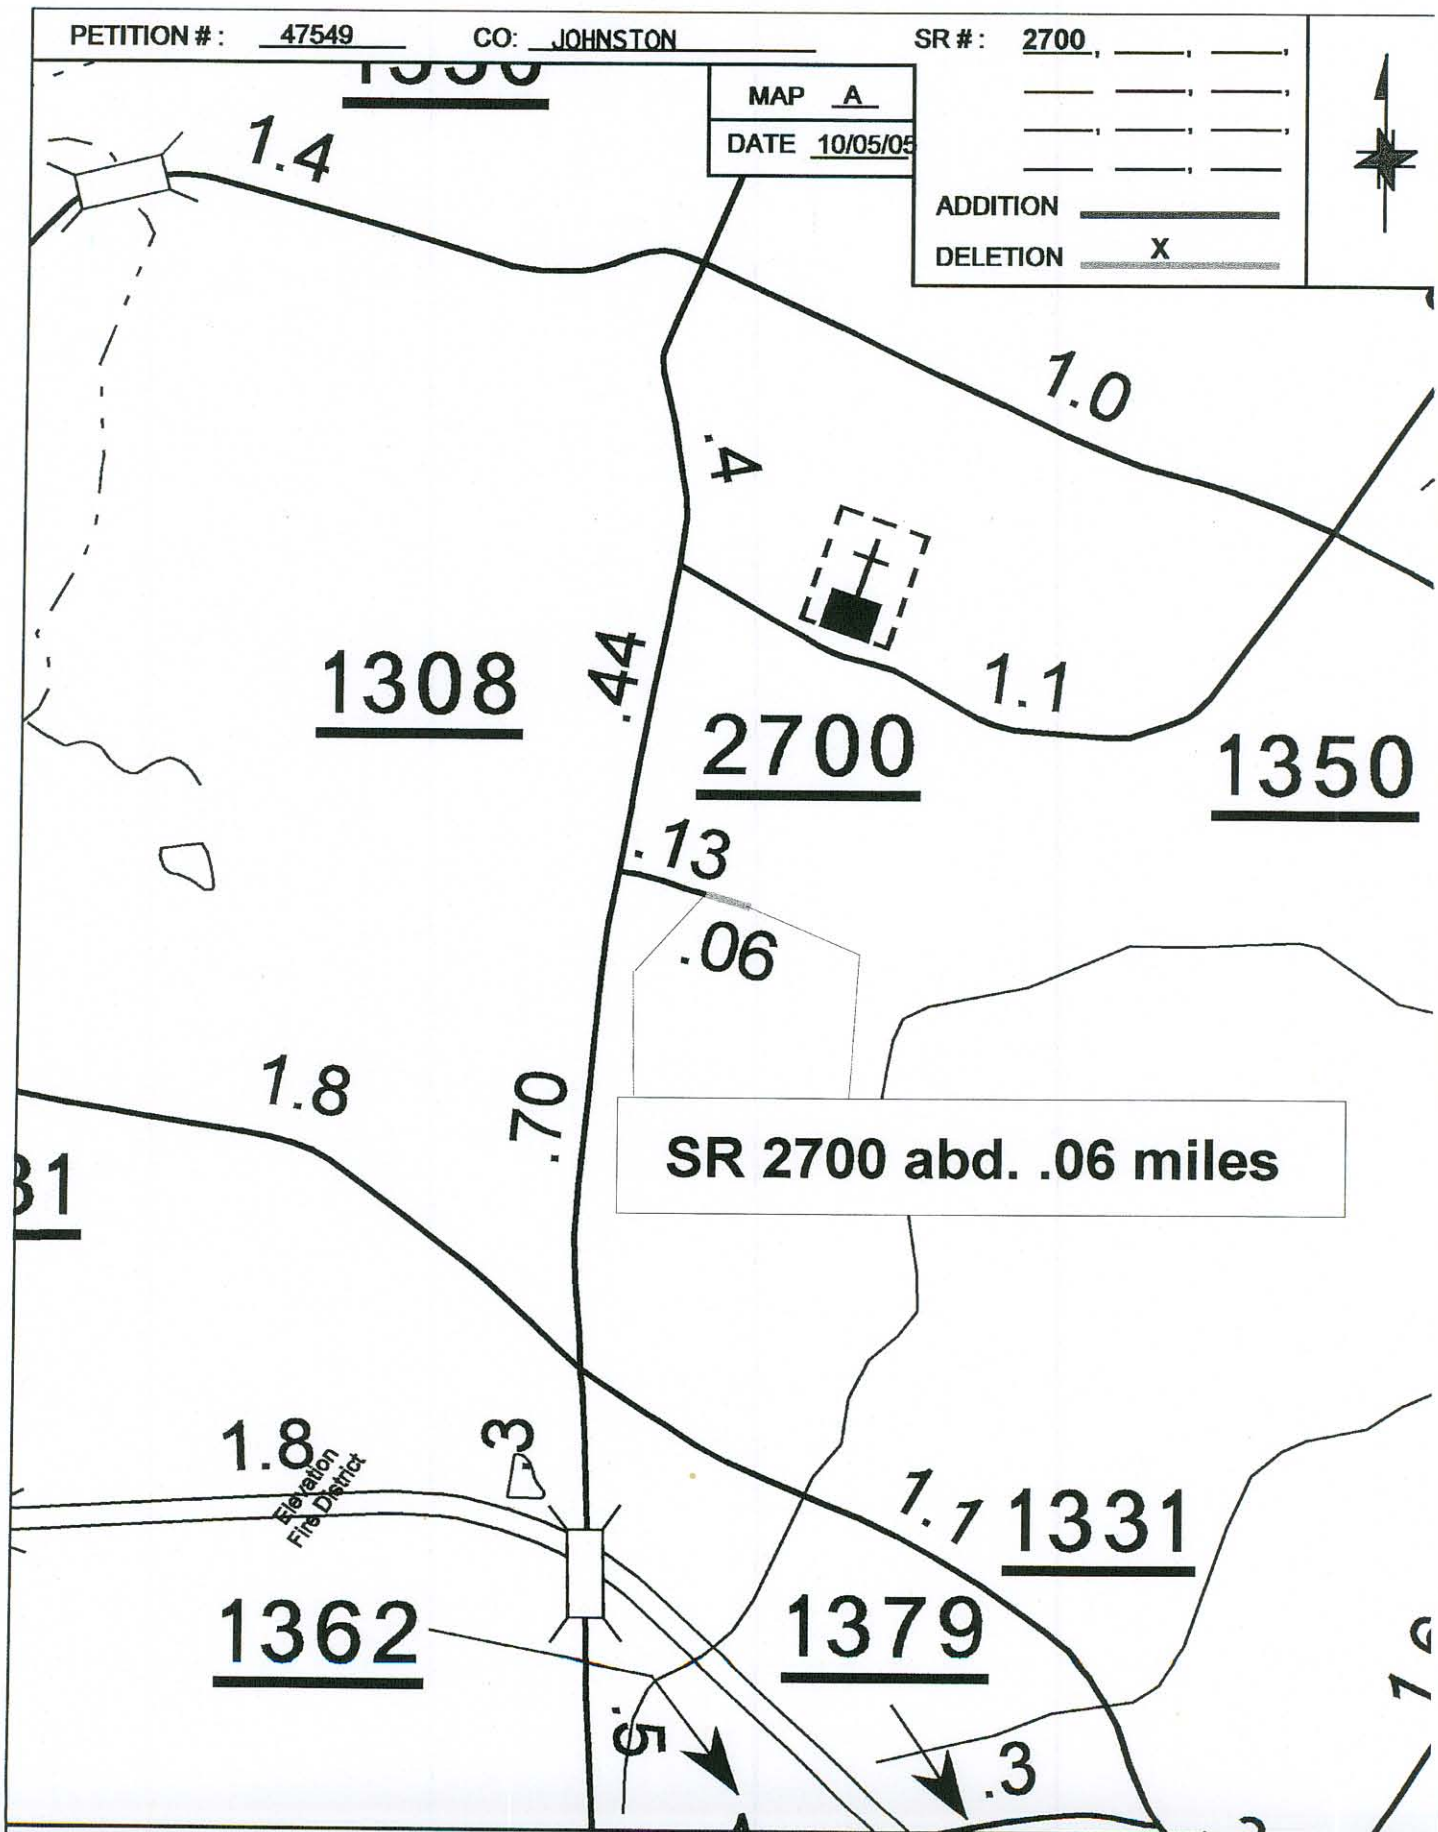 PETITION #: 47549 CO: JOHNSTON SR #: 2700, , ,
MAP A
DATE 10/05/05
ADDITION
DELETION X
1.4
1.0
.4
.44
1308
1.1
2700
1350
.13
.06
1.8
.70
SR 2700 abd. .06 miles
31
1.8
.3
Elevation
Fire District
1.1
1331
1362
1379
.5
.3